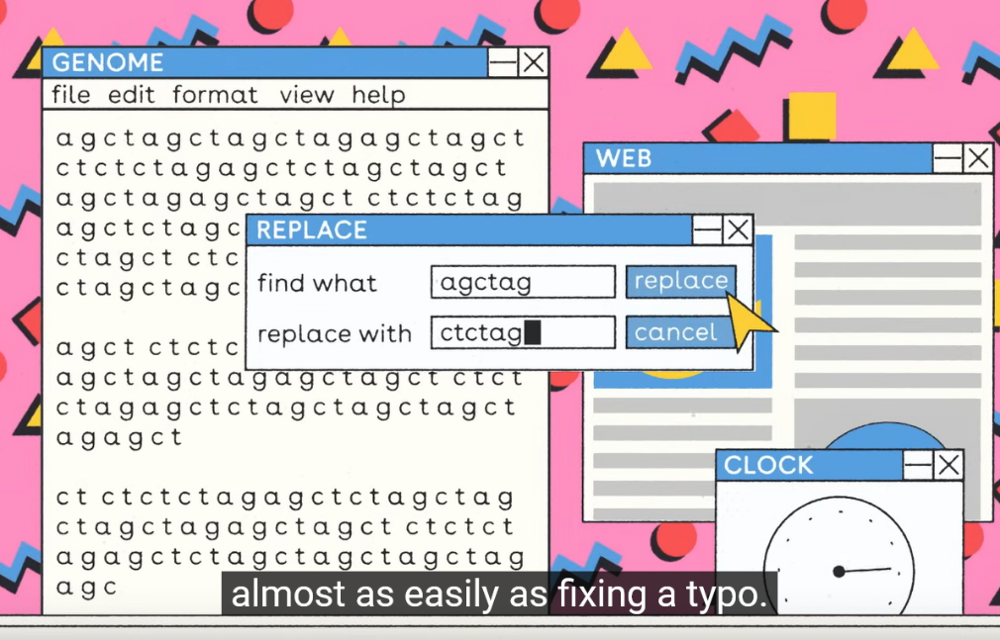 GENOME
file edit format view help
agctagctagctagagctagct
ctctctagagctctagctagct
agctagagctagct ctctctag
agctctagc
ctagct ctc
ctagctagc
agct ctctc
agctagctagagctagct ctct
ctagagctctagctagctagct
agagct
ct ctctctagagctctagctag
ctagctagagctagct ctctct
agagctctagctagctagctag
agc
REPLACE
find what agctag replace
replace with ctctag cancel
WEB
CLOCK
almost as easily as fixing a typo.